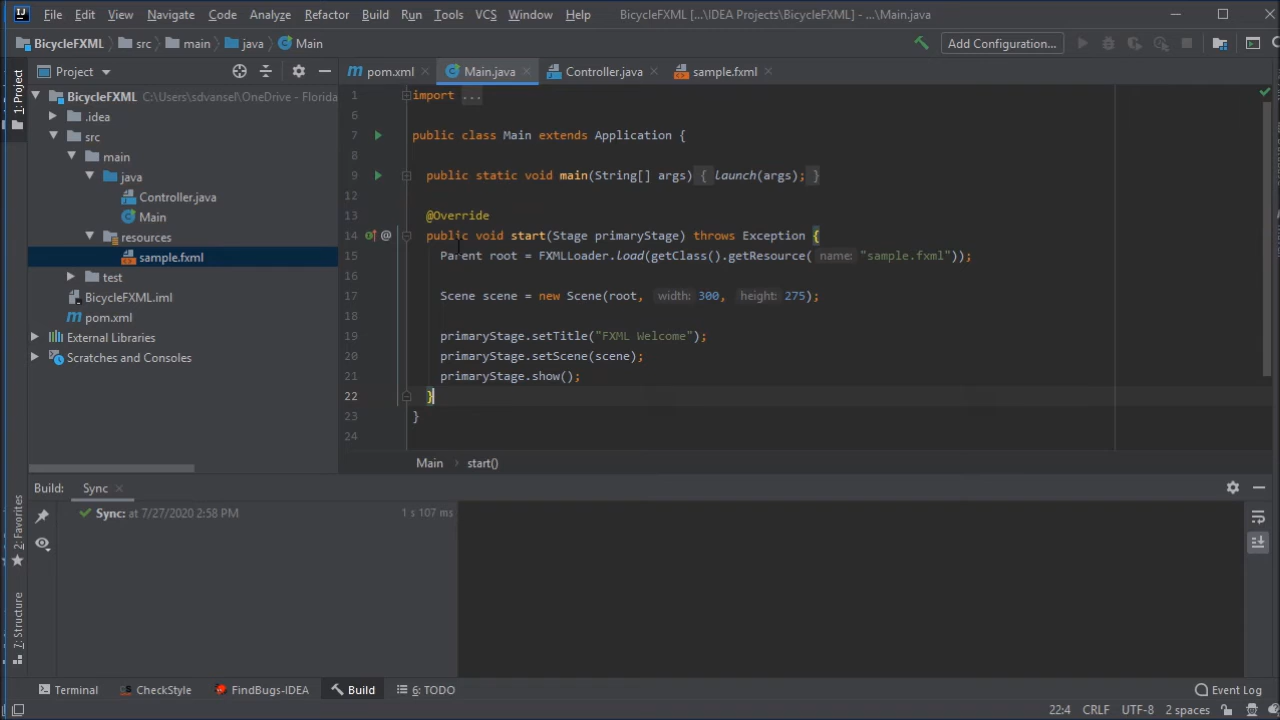 File Edit View Navigate Code Analyze Refactor Build Run Tools VCS Window Help BicycleFXML [...\IDEA Projects\BicycleFXML] - ...\Main.java
BicycleFXML src main java Main Add Configuration...
1: Project
Project
pom.xml Main.java Controller.java sample.fxml
BicycleFXML C:\Users\sdvansel\OneDrive - Florida
.idea
src
main
java
Controller.java
Main
resources
sample.fxml
test
BicycleFXML.iml
pom.xml
External Libraries
Scratches and Consoles
1 import ...
6
7 public class Main extends Application {
8
9 public static void main(String[] args) { launch(args); }
12
13 @Override
14 public void start(Stage primaryStage) throws Exception {
15 Parent root = FXMLLoader.load(getClass().getResource( name: "sample.fxml"));
16
17 Scene scene = new Scene(root, width: 300, height: 275);
18
19 primaryStage.setTitle("FXML Welcome");
20 primaryStage.setScene(scene);
21 primaryStage.show();
22 }
23 }
24
Main > start()
Build: Sync
Sync: at 7/27/2020 2:58 PM 1 s 107 ms
2: Favorites
7: Structure
Terminal CheckStyle FindBugs-IDEA Build 6: TODO Event Log
22:4 CRLF UTF-8 2 spaces